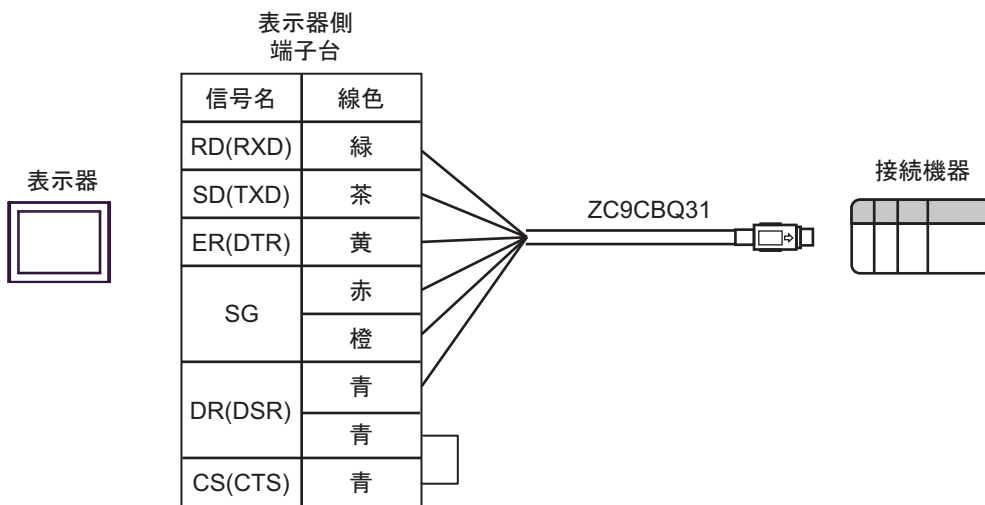 表示器側
端子台
信号名 線色
RD(RXD) 緑
SD(TXD) 茶
ER(DTR) 黄
SG 赤
橙
DR(DSR) 青
青
CS(CTS) 青
表示器
ZC9CBQ31
接続機器